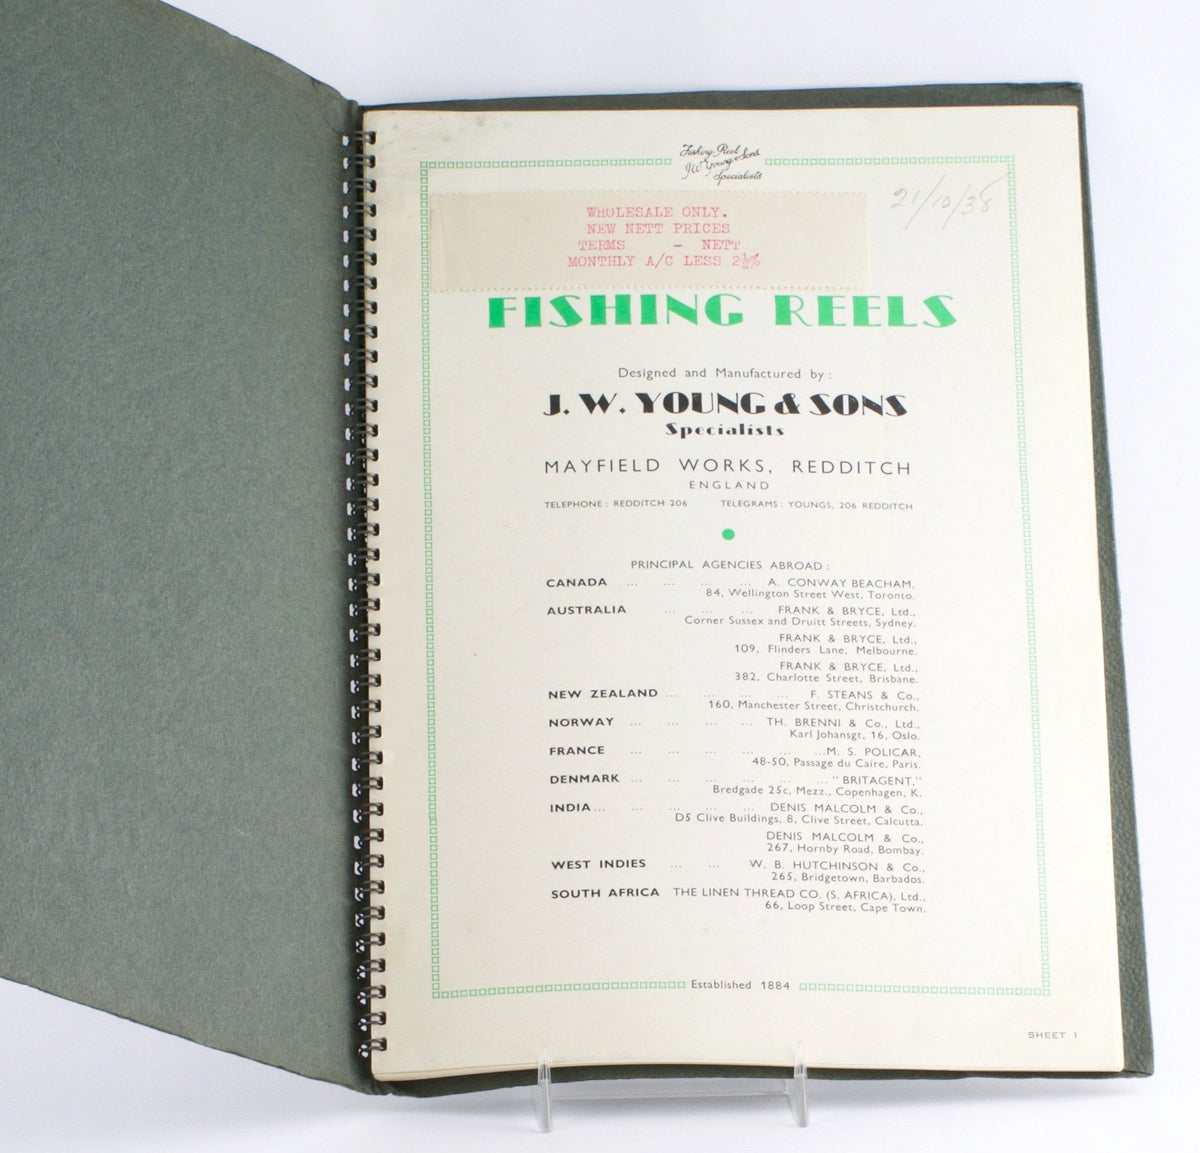 Fishing Reel
JW Young & Sons
Specialists
21/10/38
WHOLESALE ONLY.
NEW NETT PRICES
TERMS - NETT
MONTHLY A/C LESS 2½%
FISHING REELS
Designed and Manufactured by :
J. W. YOUNG & SONS
Specialists
MAYFIELD WORKS, REDDITCH
ENGLAND
TELEPHONE : REDDITCH 206 TELEGRAMS : YOUNGS, 206 REDDITCH
PRINCIPAL AGENCIES ABROAD :
CANADA ... ... ... ... A. CONWAY BEACHAM,
84, Wellington Street West, Toronto.
AUSTRALIA ... ... ... FRANK & BRYCE, Ltd.,
Corner Sussex and Druitt Streets, Sydney.
FRANK & BRYCE, Ltd.,
109, Flinders Lane, Melbourne.
FRANK & BRYCE, Ltd.,
382, Charlotte Street, Brisbane.
NEW ZEALAND ... ... ... ... F. STEANS & Co.,
160, Manchester Street, Christchurch.
NORWAY ... ... ... ... TH. BRENNI & Co., Ltd.,
Karl Johansgt, 16, Oslo.
FRANCE ... ... ... ... ... ...M. S. POLICAR,
48-50, Passage du Caire, Paris.
DENMARK ... ... ... ... ... ... " BRITAGENT,"
Bredgade 25c, Mezz., Copenhagen, K.
INDIA ... ... ... ... ... DENIS MALCOLM & Co.,
D5 Clive Buildings, 8, Clive Street, Calcutta.
DENIS MALCOLM & Co.,
267, Hornby Road, Bombay.
WEST INDIES ... ... W. B. HUTCHINSON & Co.,
265, Bridgetown, Barbados.
SOUTH AFRICA THE LINEN THREAD CO. (S. AFRICA), Ltd.,
66, Loop Street, Cape Town.
Established 1884
SHEET 1